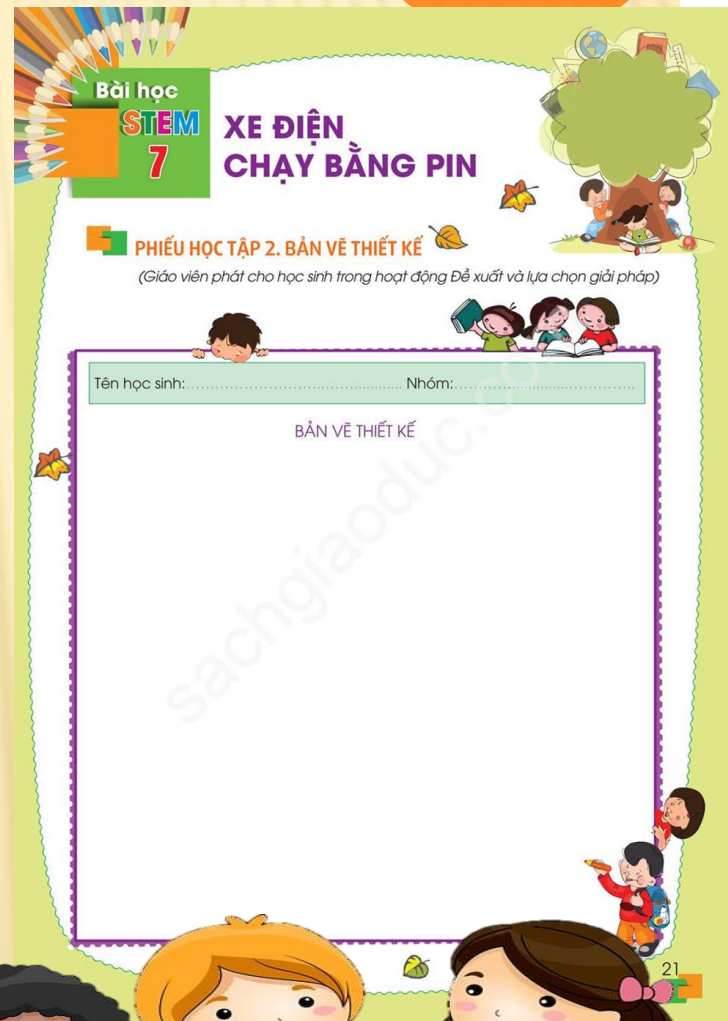 Bài học
STEM
7
XE ĐIỆN
CHẠY BẰNG PIN
PHIẾU HỌC TẬP 2. BẢN VẼ THIẾT KẾ
(Giáo viên phát cho học sinh trong hoạt động Đề xuất và lựa chọn giải pháp)
Tên học sinh:.................................................... Nhóm:............................................
BẢN VẼ THIẾT KẾ
sachgiaoduc.com
21